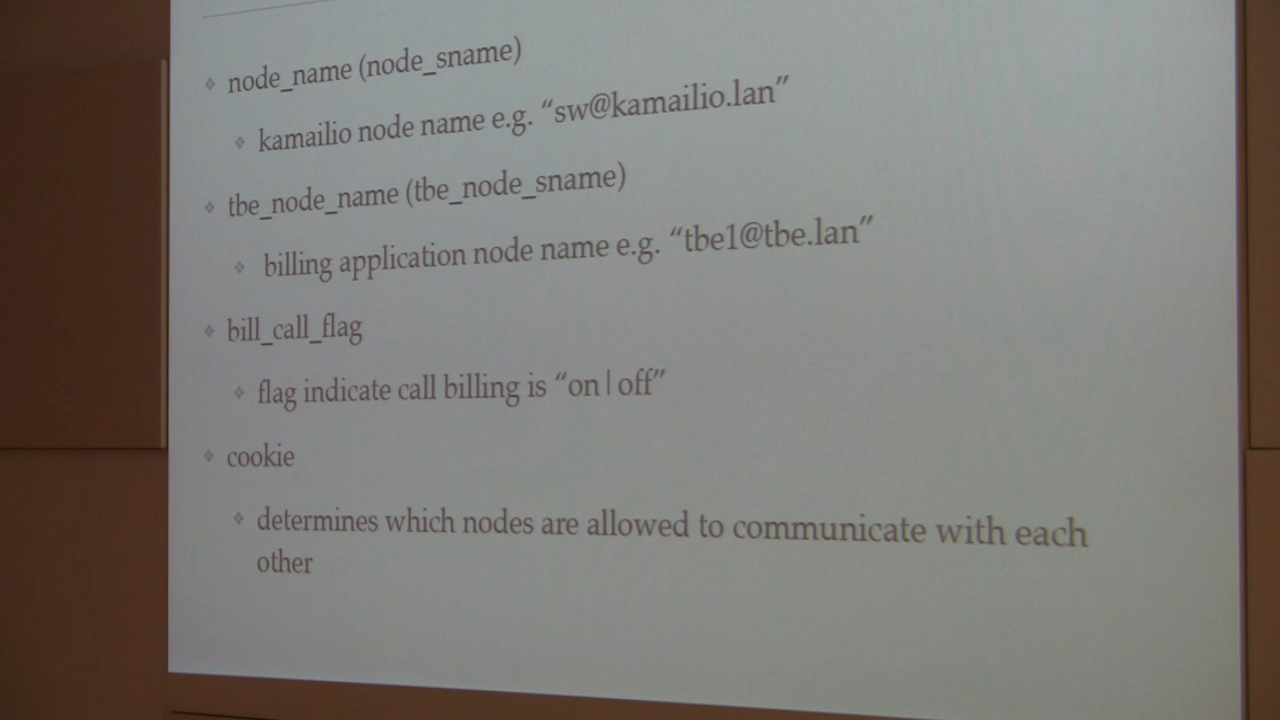 node_name (node_sname)
kamailio node name e.g. “sw@kamailio.lan”
tbe_node_name (tbe_node_sname)
billing application node name e.g. “tbe1@tbe.lan”
bill_call_flag
flag indicate call billing is “on|off”
cookie
determines which nodes are allowed to communicate with each
other